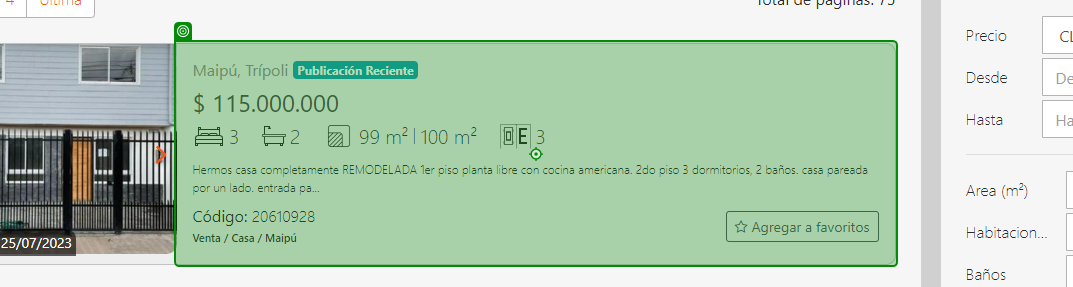 4 Última
Total de páginas: 75
25/07/2023
Maipú, Trípoli Publicación Reciente
$ 115.000.000
3 2 99 m² | 100 m² E 3
Hermos casa completamente REMODELADA 1er piso planta libre con cocina americana. 2do piso 3 dormitorios, 2 baños. casa pareada
por un lado. entrada pa...
Código: 20610928
Venta / Casa / Maipú
Agregar a favoritos
Precio CL
Desde De
Hasta Ha
Area (m²)
Habitacion...
Baños